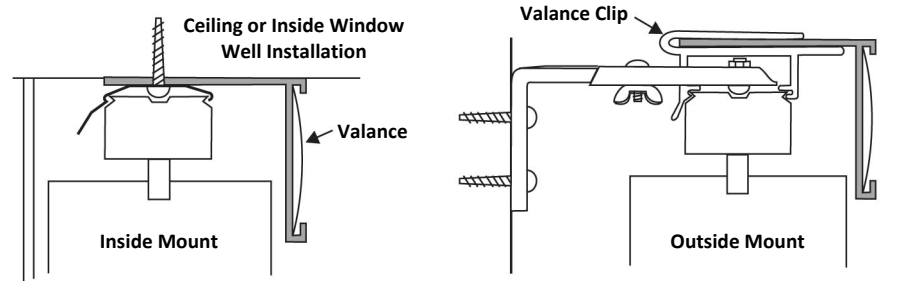 Ceiling or Inside Window
Well Installation
Valance
Inside Mount
Valance Clip
Outside Mount